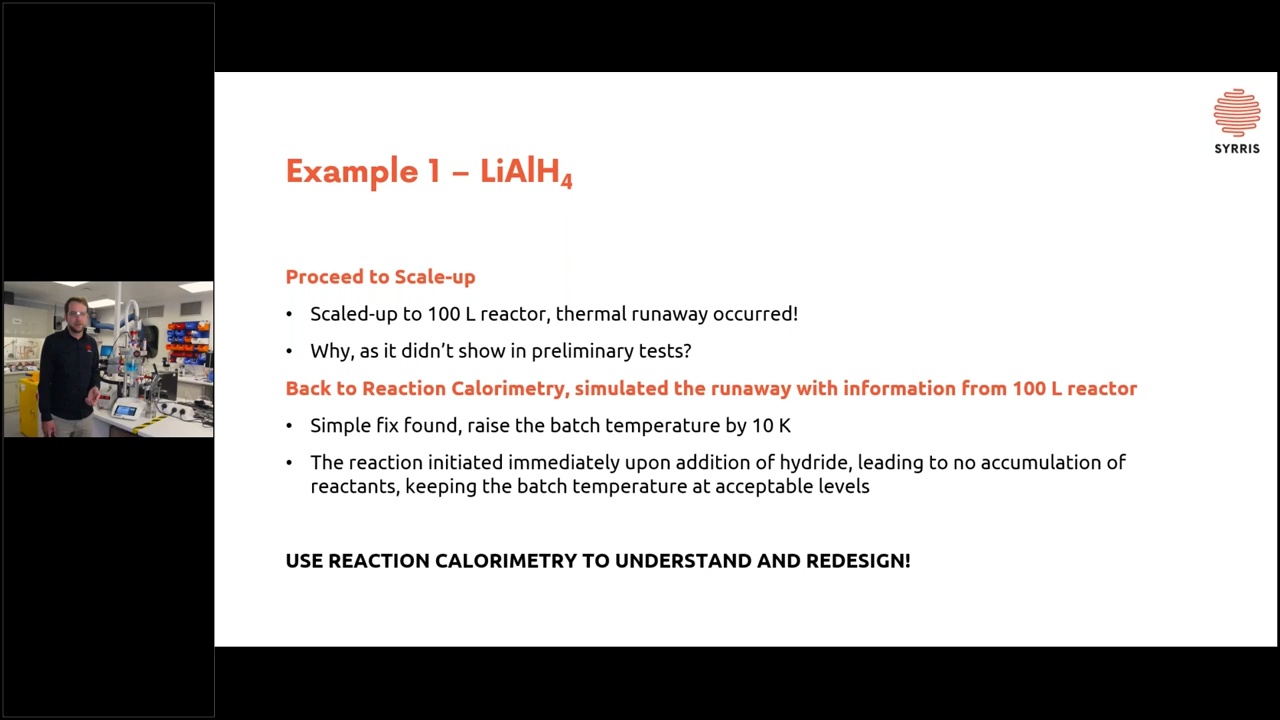 SYRRIS
Example 1 – LiAlH₄
Proceed to Scale-up
• Scaled-up to 100 L reactor, thermal runaway occurred!
• Why, as it didn’t show in preliminary tests?
Back to Reaction Calorimetry, simulated the runaway with information from 100 L reactor
• Simple fix found, raise the batch temperature by 10 K
• The reaction initiated immediately upon addition of hydride, leading to no accumulation of
reactants, keeping the batch temperature at acceptable levels
USE REACTION CALORIMETRY TO UNDERSTAND AND REDESIGN!